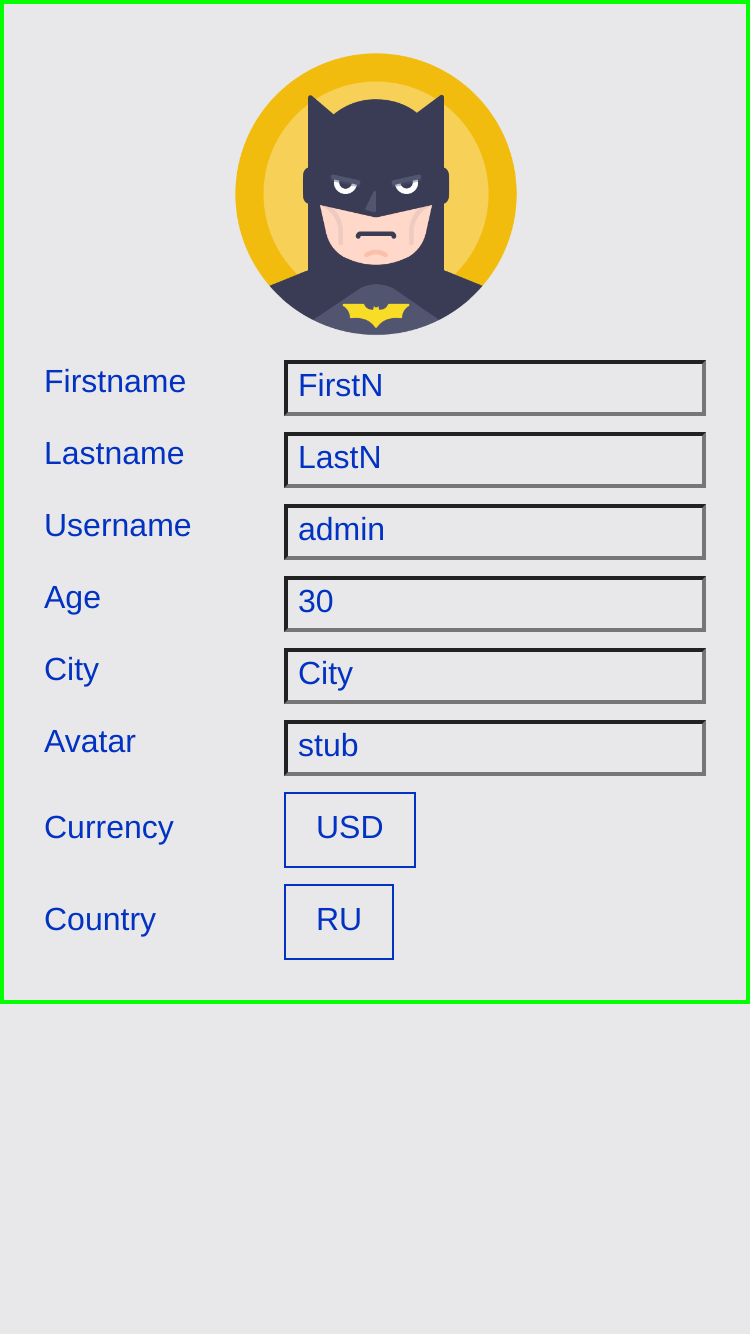 Firstname FirstN
Lastname LastN
Username admin
Age 30
City City
Avatar stub
Currency USD
Country RU